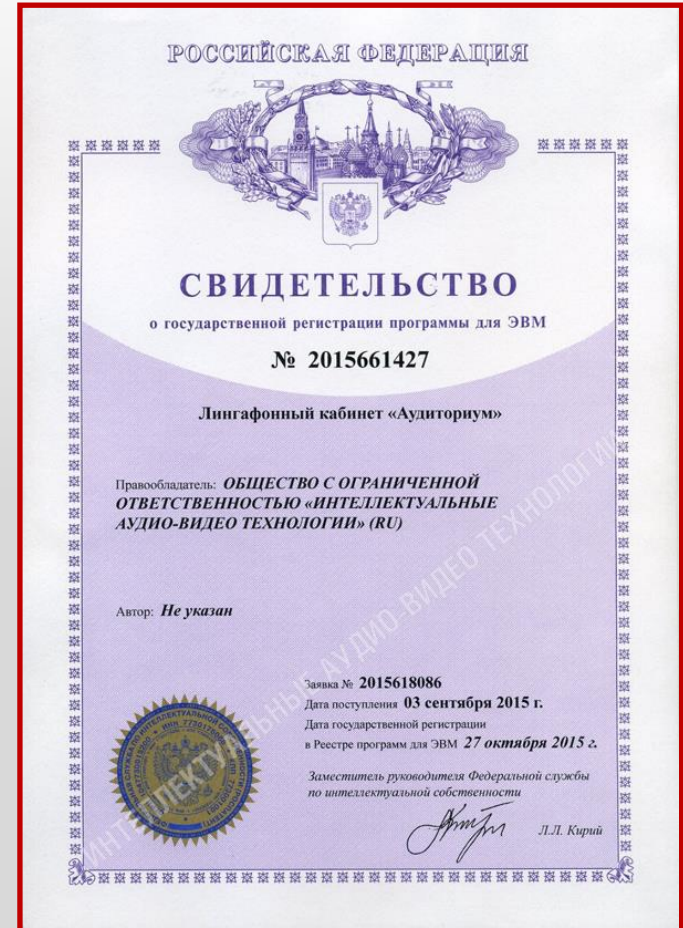 РОССИЙСКАЯ ФЕДЕРАЦИЯ
СВИДЕТЕЛЬСТВО
о государственной регистрации программы для ЭВМ
№ 2015661427
Лингафонный кабинет «Аудиториум»
Правообладатель: ОБЩЕСТВО С ОГРАНИЧЕННОЙ
ОТВЕТСТВЕННОСТЬЮ «ИНТЕЛЛЕКТУАЛЬНЫЕ
АУДИО-ВИДЕО ТЕХНОЛОГИИ» (RU)
Автор: Не указан
Заявка № 2015618086
Дата поступления 03 сентября 2015 г.
Дата государственной регистрации
в Реестре программ для ЭВМ 27 октября 2015 г.
Заместитель руководителя Федеральной службы
по интеллектуальной собственности
Л.Л. Кирий
ИНТЕЛЛЕКТУАЛЬНЫЕ АУДИО-ВИДЕО ТЕХНОЛОГИИ